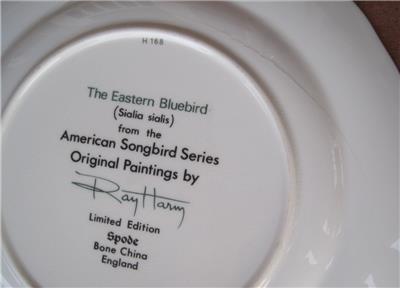 H 168
The Eastern Bluebird
(Sialia sialis)
from the
American Songbird Series
Original Paintings by
Ray Harm
Limited Edition
Spode
Bone China
England